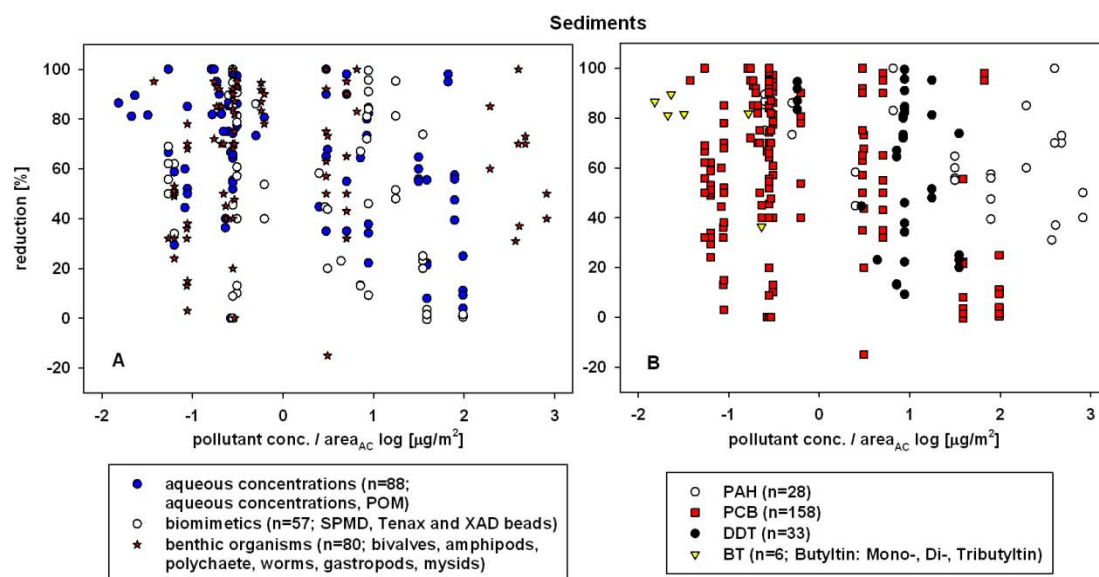 Sediments
100
80
60
40
20
0
-20
reduction [%]
A
-2 -1 0 1 2 3
pollutant conc. / area_AC log [µg/m²]
aqueous concentrations (n=88;
aqueous concentrations, POM)
biomimetics (n=57; SPMD, Tenax and XAD beads)
benthic organisms (n=80; bivalves, amphipods,
polychaete, worms, gastropods, mysids)
100
80
60
40
20
0
-20
B
-2 -1 0 1 2 3
pollutant conc. / area_AC log [µg/m²]
PAH (n=28)
PCB (n=158)
DDT (n=33)
BT (n=6; Butyltin: Mono-, Di-, Tributyltin)